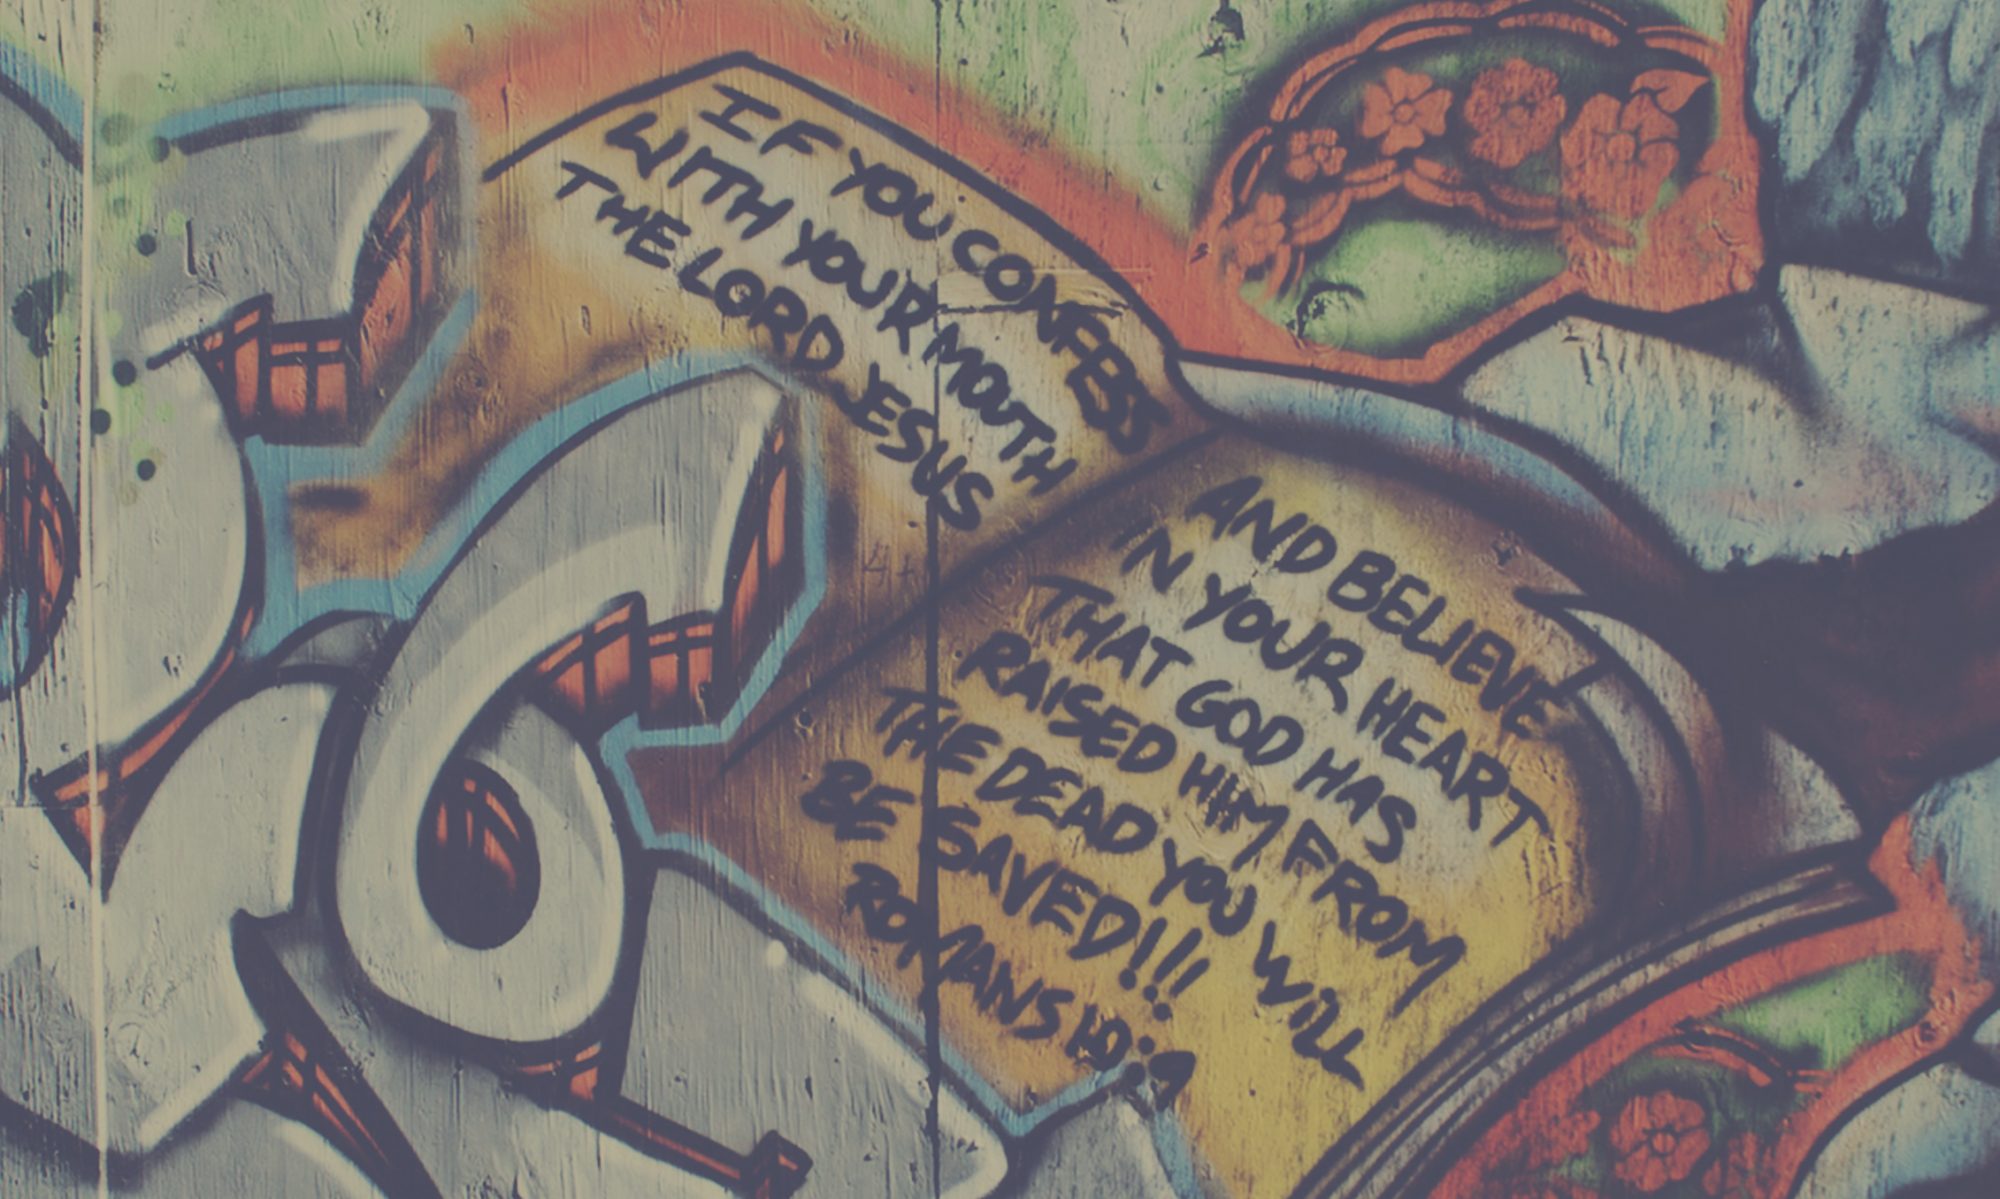 IF YOU CONFESS
WITH YOUR MOUTH
THE LORD JESUS
AND BELIEVE
IN YOUR HEART
THAT GOD HAS
RAISED HIM FROM
THE DEAD YOU WILL
BE SAVED!!!
ROMANS 10:9